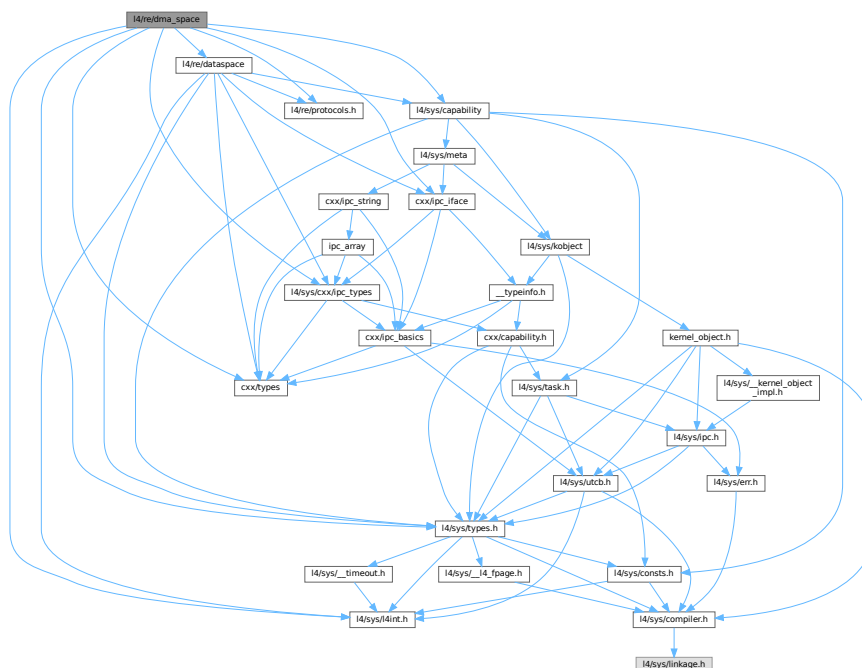 l4/re/dma_space
l4/re/dataspace
l4/re/protocols.h
l4/sys/capability
l4/sys/meta
cxx/ipc_string
cxx/ipc_iface
ipc_array
l4/sys/kobject
l4/sys/cxx/ipc_types
__typeinfo.h
cxx/ipc_basics
cxx/capability.h
kernel_object.h
cxx/types
l4/sys/task.h
l4/sys/__kernel_object
_impl.h
l4/sys/ipc.h
l4/sys/utcb.h
l4/sys/err.h
l4/sys/types.h
l4/sys/__timeout.h
l4/sys/__l4_fpage.h
l4/sys/consts.h
l4/sys/l4int.h
l4/sys/compiler.h
l4/sys/linkage.h